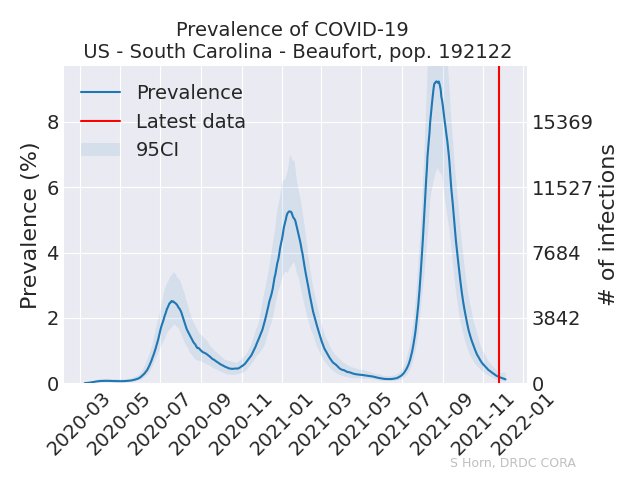 Prevalence of COVID-19
US - South Carolina - Beaufort, pop. 192122
Prevalence
Latest data
95CI
Prevalence (%)
8
6
4
2
0
15369
11527
7684
3842
0
# of infections
2020-03
2020-05
2020-07
2020-09
2020-11
2021-01
2021-03
2021-05
2021-07
2021-09
2021-11
2022-01
S Horn, DRDC CORA